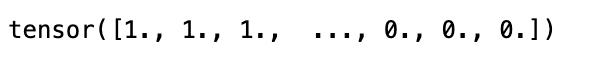 tensor([1., 1., 1.,  ..., 0., 0., 0.])